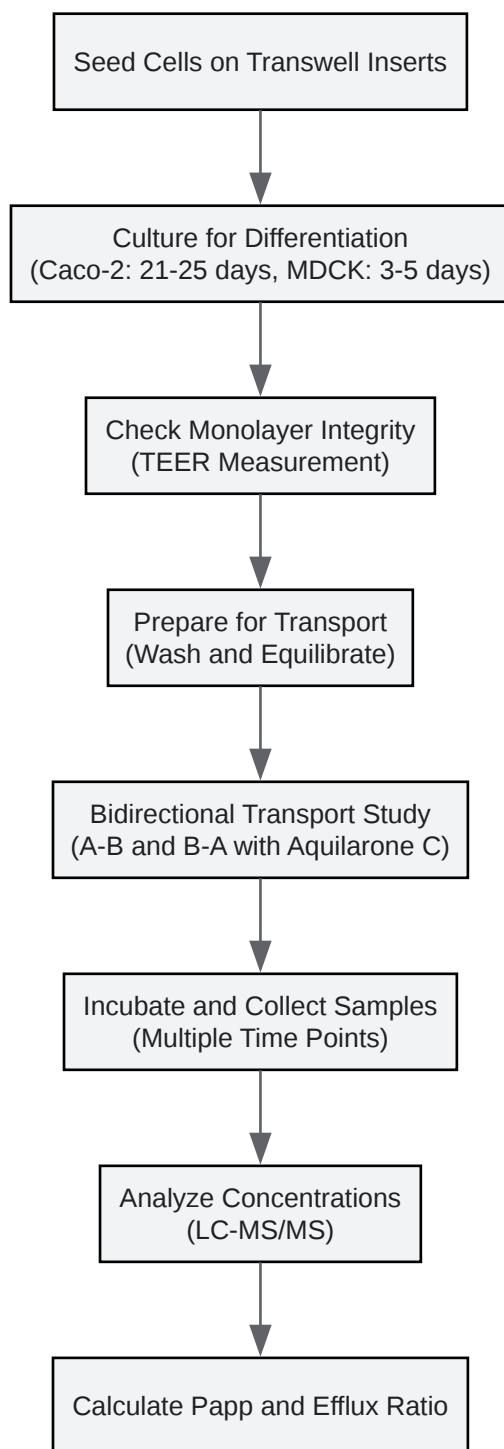 Seed Cells on Transwell Inserts
Culture for Differentiation
(Caco-2: 21-25 days, MDCK: 3-5 days)
Check Monolayer Integrity
(TEER Measurement)
Prepare for Transport
(Wash and Equilibrate)
Bidirectional Transport Study
(A-B and B-A with Aquilarone C)
Incubate and Collect Samples
(Multiple Time Points)
Analyze Concentrations
(LC-MS/MS)
Calculate Papp and Efflux Ratio